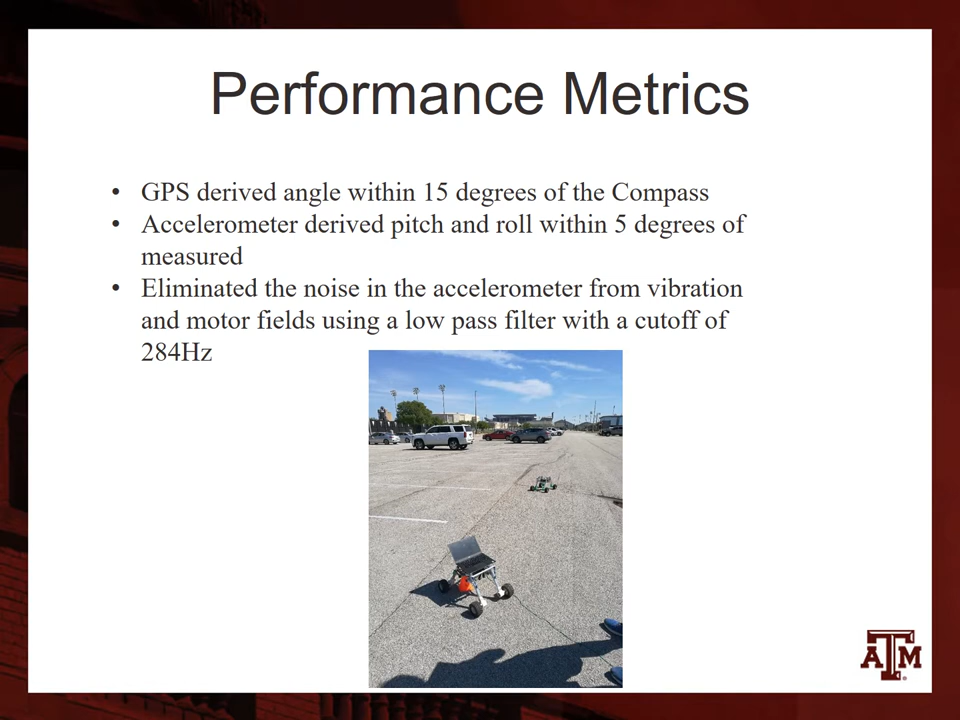 Performance Metrics
• GPS derived angle within 15 degrees of the Compass
• Accelerometer derived pitch and roll within 5 degrees of
measured
• Eliminated the noise in the accelerometer from vibration
and motor fields using a low pass filter with a cutoff of
284Hz
ATM